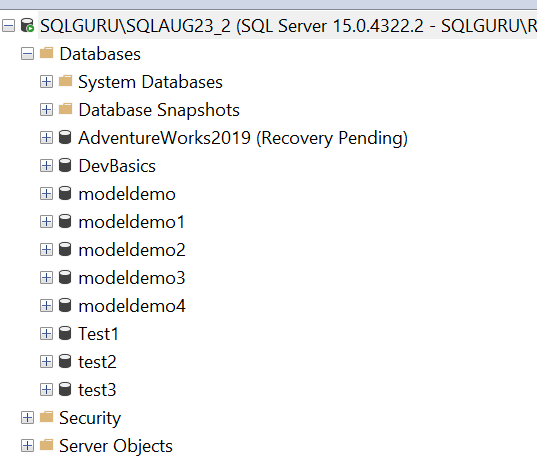 SQLGURU\SQLAUG23_2 (SQL Server 15.0.4322.2 - SQLGURU\R
Databases
System Databases
Database Snapshots
AdventureWorks2019 (Recovery Pending)
DevBasics
modeldemo
modeldemo1
modeldemo2
modeldemo3
modeldemo4
Test1
test2
test3
Security
Server Objects